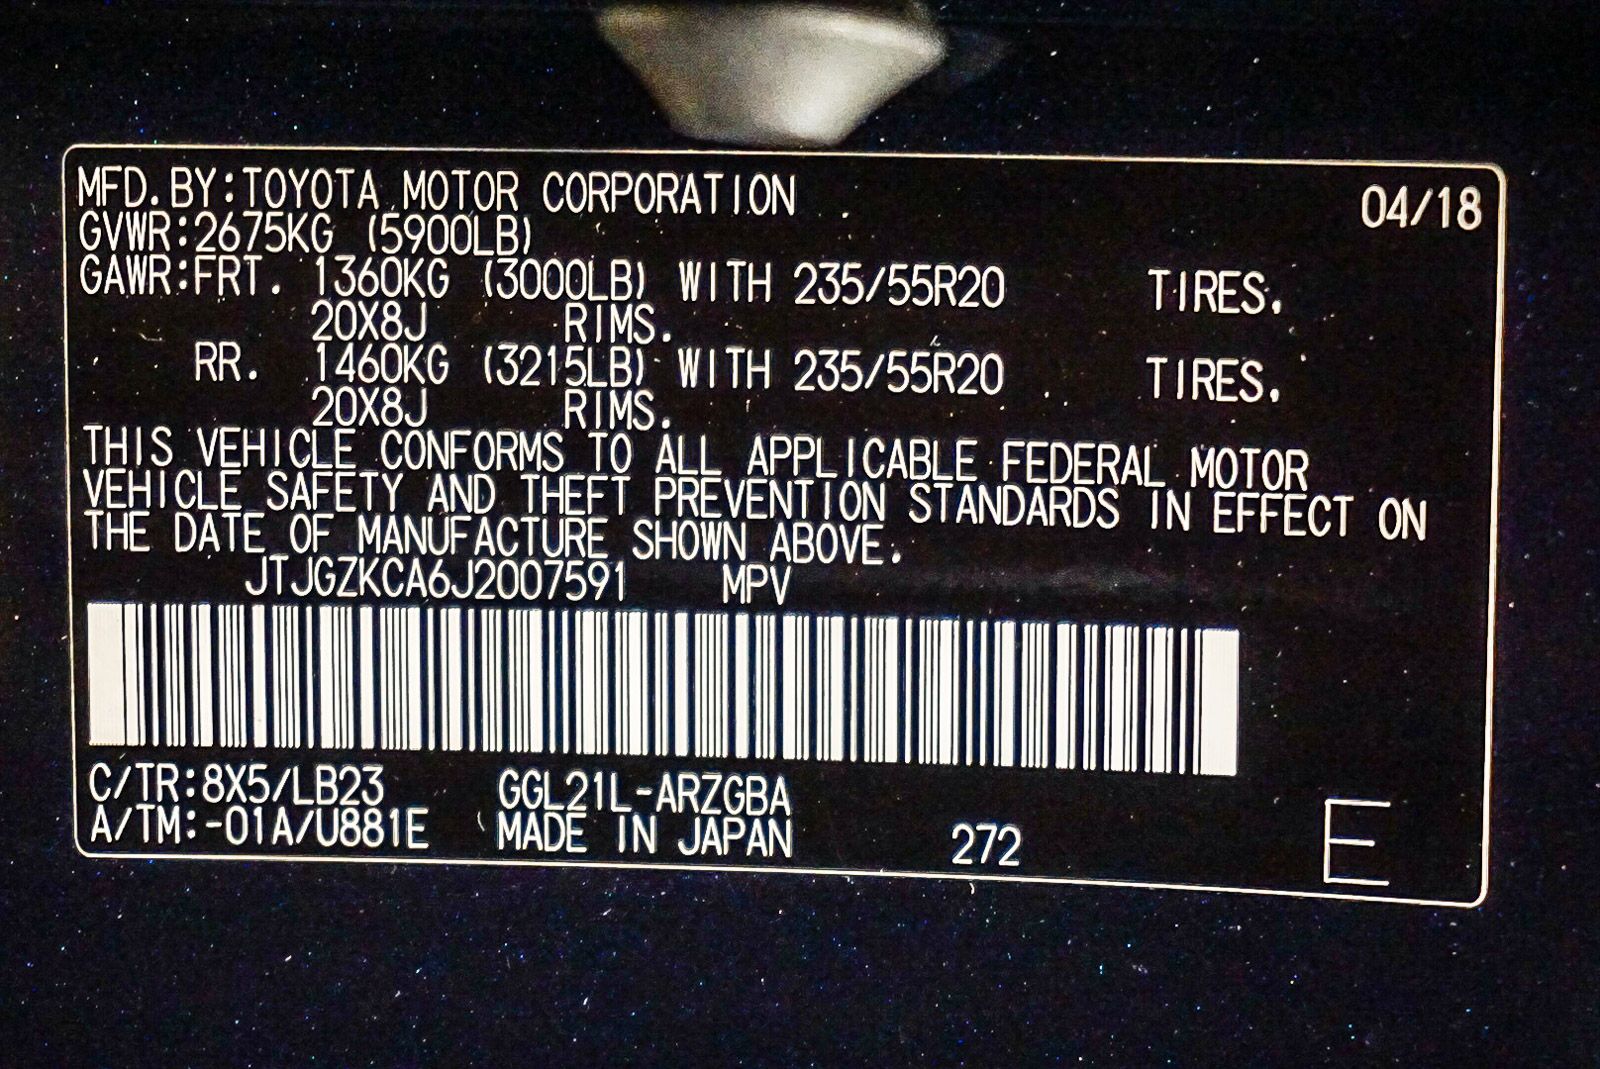 MFD.BY:TOYOTA MOTOR CORPORATION 04/18
GVWR:2675KG (5900LB)
GAWR:FRT. 1360KG (3000LB) WITH 235/55R20 TIRES.
20X8J RIMS.
RR. 1460KG (3215LB) WITH 235/55R20 TIRES.
20X8J RIMS.
THIS VEHICLE CONFORMS TO ALL APPLICABLE FEDERAL MOTOR
VEHICLE SAFETY AND THEFT PREVENTION STANDARDS IN EFFECT ON
THE DATE OF MANUFACTURE SHOWN ABOVE.
JTJGZKCA6J2007591 MPV
C/TR:8X5/LB23 GGL21L-ARZGBA
A/TM:-01A/U881E MADE IN JAPAN 272 E